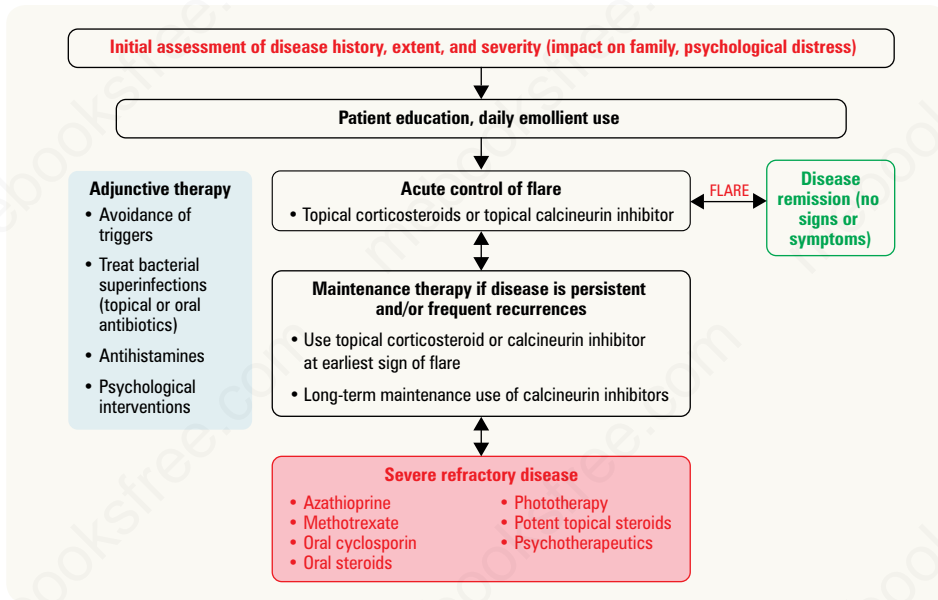 Initial assessment of disease history, extent, and severity (impact on family, psychological distress)
Patient education, daily emollient use
Adjunctive therapy
• Avoidance of
triggers
• Treat bacterial
superinfections
(topical or oral
antibiotics)
• Antihistamines
• Psychological
interventions
Acute control of flare
• Topical corticosteroids or topical calcineurin inhibitor
FLARE
Disease
remission (no
signs or
symptoms)
Maintenance therapy if disease is persistent
and/or frequent recurrences
• Use topical corticosteroid or calcineurin inhibitor
at earliest sign of flare
• Long-term maintenance use of calcineurin inhibitors
Severe refractory disease
• Azathioprine
• Methotrexate
• Oral cyclosporin
• Oral steroids
• Phototherapy
• Potent topical steroids
• Psychotherapeutics